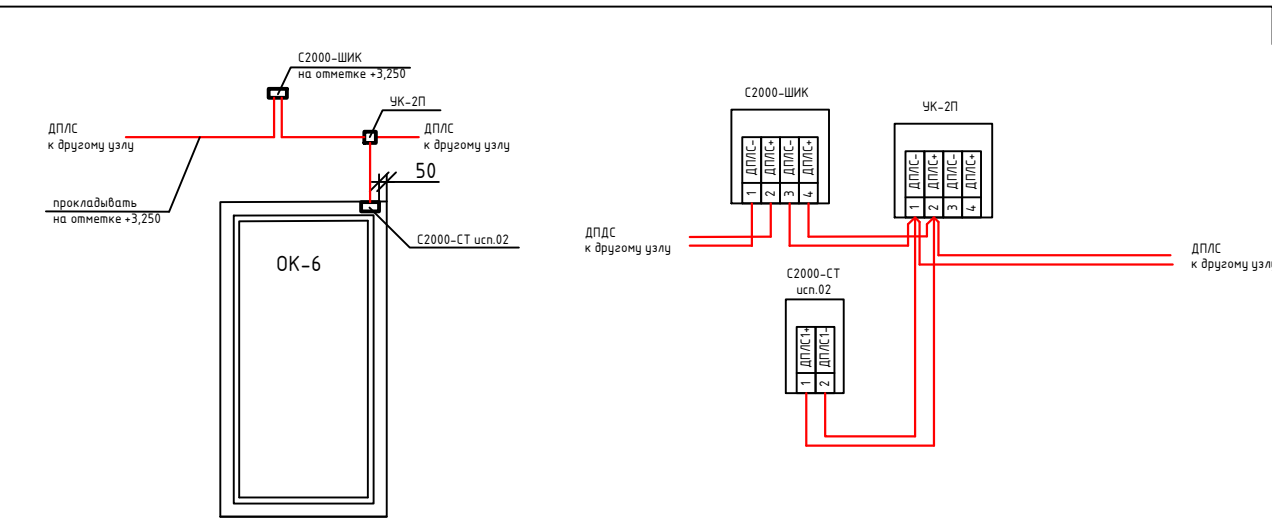 С2000-ШИК
на отметке +3,250
УК-2П
ДПЛС
к другому узлу
ДПЛС
к другому узлу
50
прокладывать
на отметке +3,250
С2000-СТ исп.02
ОК-6
С2000-ШИК
1 ДПЛС-
2 ДПЛС+
3 ДПЛС-
4 ДПЛС+
УК-2П
1 ДПЛС-
2 ДПЛС+
3 ДПЛС-
4 ДПЛС+
ДПДС
к другому узлу
ДПЛС
к другому узлу
С2000-СТ
исп.02
1 ДПЛС1+
2 ДПЛС1-